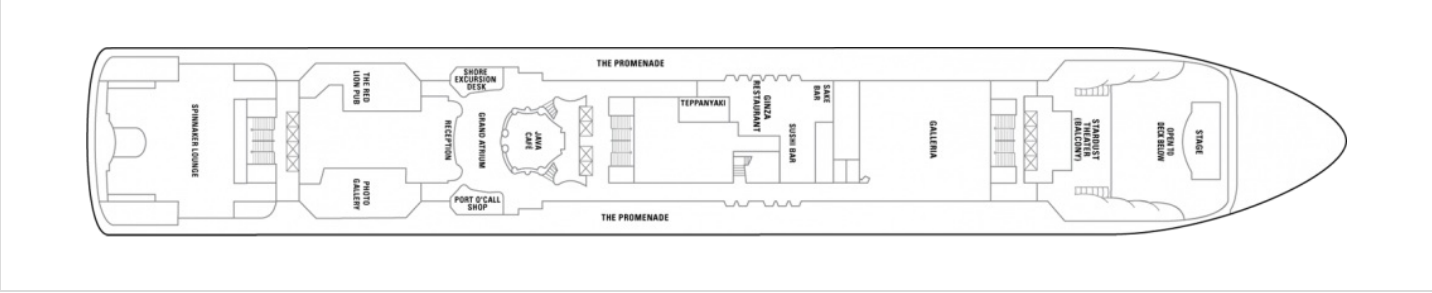 THE PROMENADE
THE RED
LION PUB
SHORE
EXCURSION
DESK
SPINNAKER LOUNGE
RECEPTION
GRAND ATRIUM
JAVA
CAFÉ
TEPPANYAKI
GINZA
RESTAURANT
SUSHI BAR
SAKE
BAR
GALLERIA
STARDUST
THEATER
(BALCONY)
OPEN TO
DECK BELOW
STAGE
PHOTO
GALLERY
PORT O'CALL
SHOP
THE PROMENADE